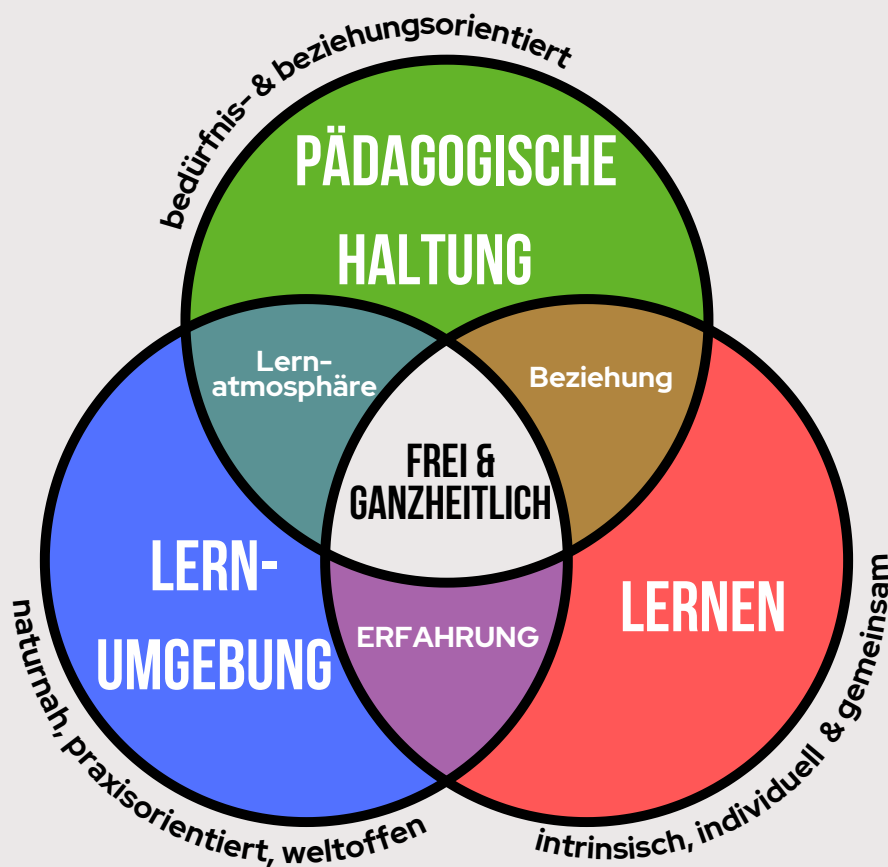 bedürfnis- & beziehungsorientiert
PÄDAGOGISCHE
HALTUNG
Lern-
atmosphäre
Beziehung
FREI &
GANZHEITLICH
LERN-
UMGEBUNG
ERFAHRUNG
LERNEN
naturnah, praxisorientiert, weltoffen
intrinsisch, individuell & gemeinsam